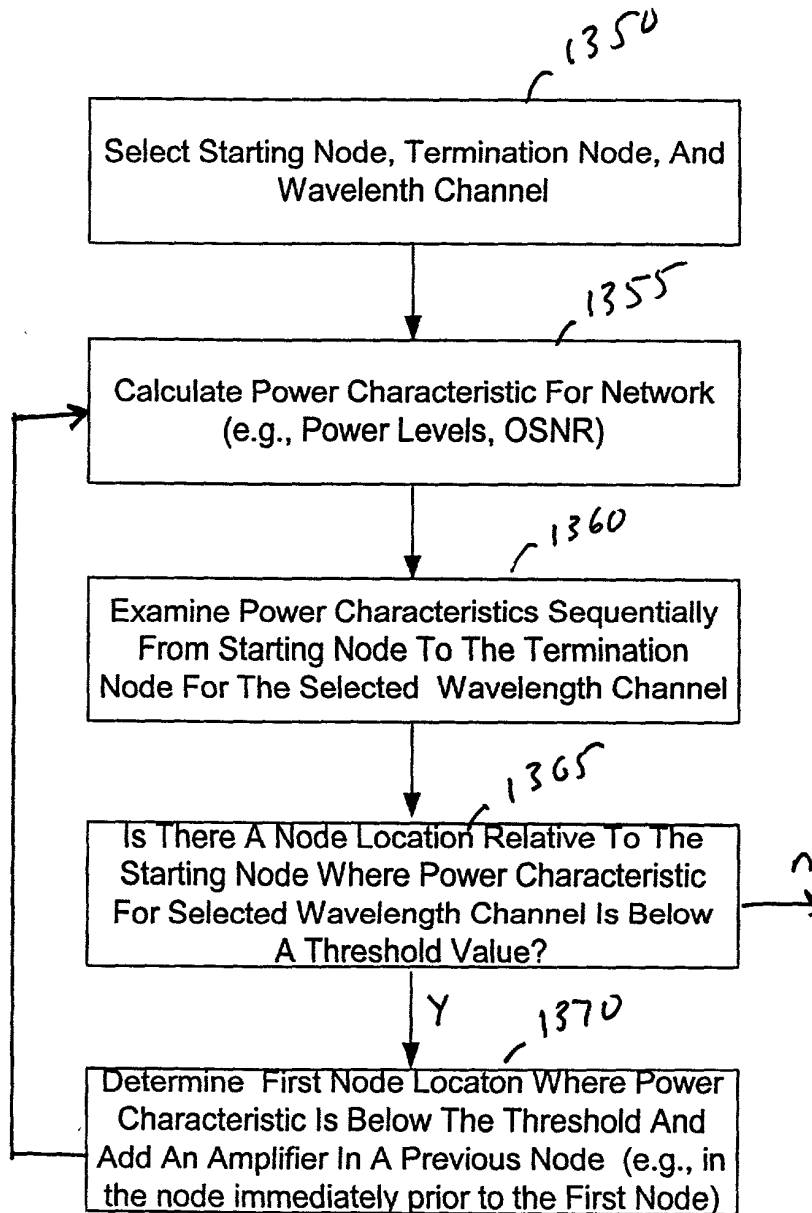 1350
Select Starting Node, Termination Node, And
Wavelenth Channel
1355
Calculate Power Characteristic For Network
(e.g., Power Levels, OSNR)
1360
Examine Power Characteristics Sequentially
From Starting Node To The Termination
Node For The Selected Wavelength Channel
1365
Is There A Node Location Relative To The
Starting Node Where Power Characteristic
For Selected Wavelength Channel Is Below
A Threshold Value?
n
Y
1370
Determine First Node Locaton Where Power
Characteristic Is Below The Threshold And
Add An Amplifier In A Previous Node (e.g., in
the node immediately prior to the First Node)